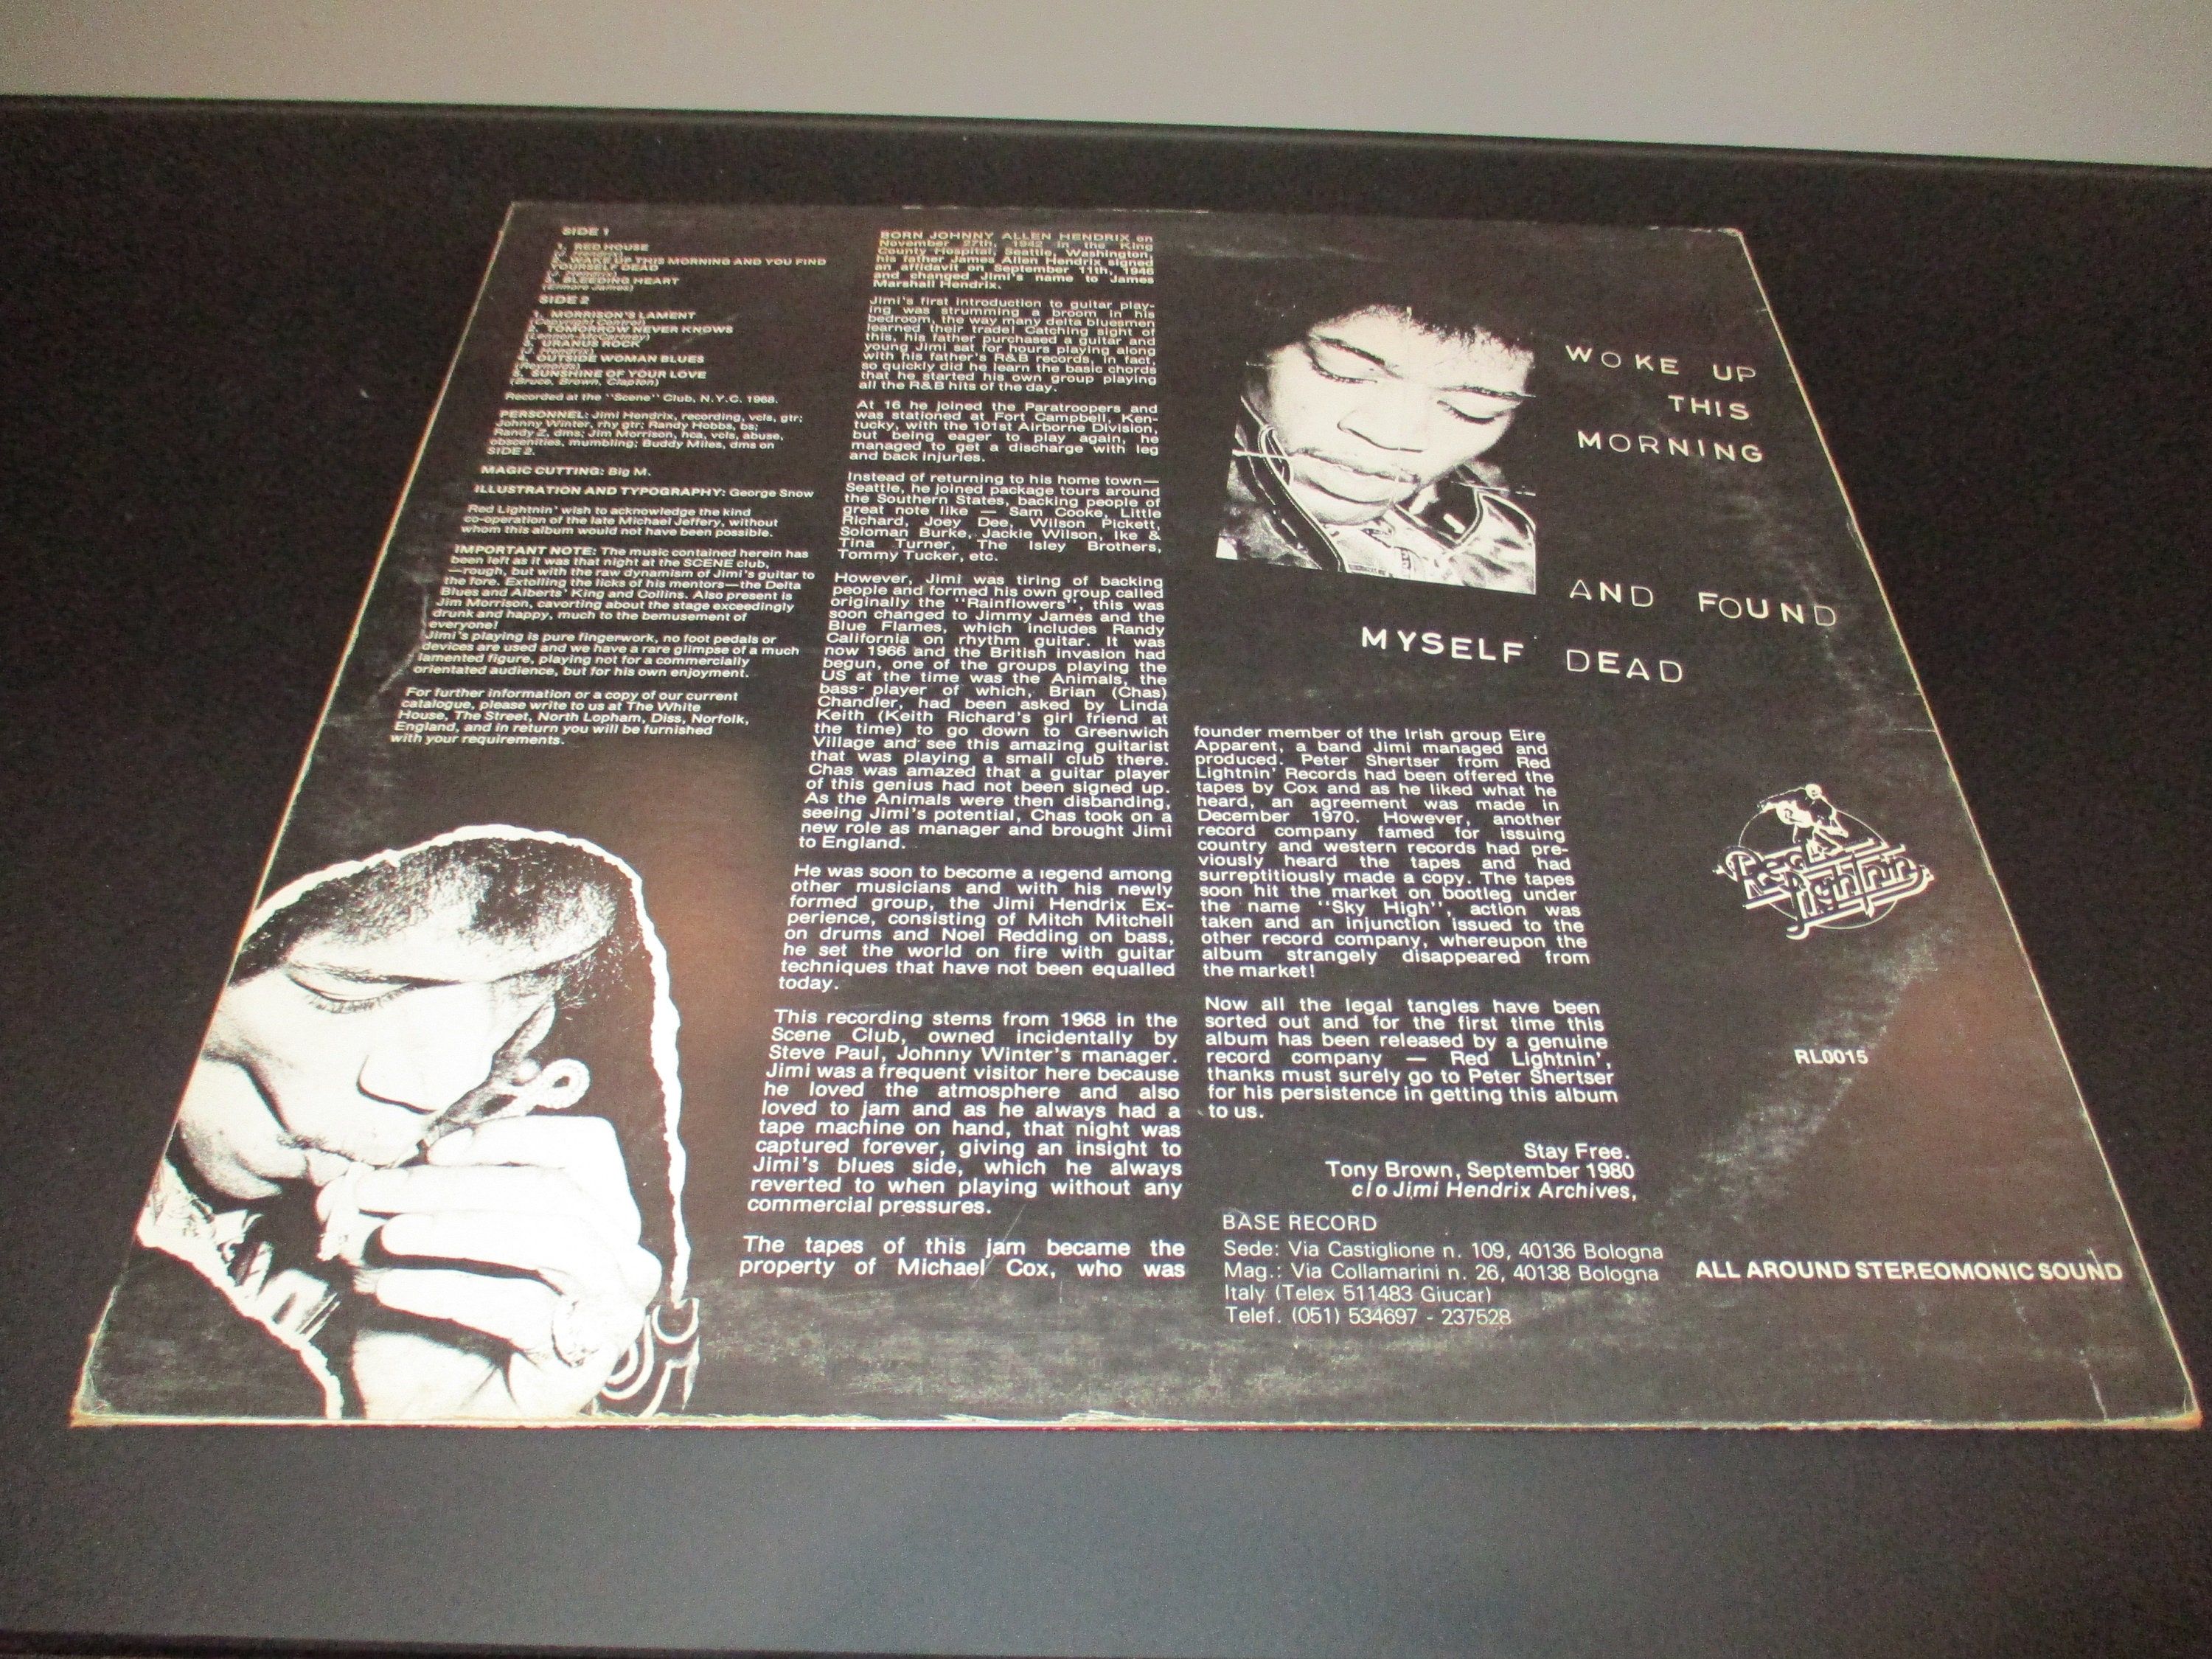 SIDE 1
1. RED HOUSE
(J. Hendrix)
2. WAKE UP THIS MORNING AND YOU FIND
YOURSELF DEAD
(J. Hendrix)
3. BLEEDING HEART
(Elmore James)
SIDE 2
1. MORRISON'S LAMENT
(Copyright Control)
2. TOMORROW NEVER KNOWS
(Lennon-McCartney)
3. URANUS ROCK
(J. Hendrix)
4. OUTSIDE WOMAN BLUES
(Reynolds)
5. SUNSHINE OF YOUR LOVE
(Bruce, Brown, Clapton)
Recorded at the "Scene" Club, N.Y.C. 1968.
PERSONNEL: Jimi Hendrix, recording, vcls, gtr;
Johnny Winter, rhy gtr; Randy Hobbs, bs;
Randy Z, dms; Jim Morrison, hca, vcls, abuse,
obscenities, mumbling; Buddy Miles, dms on
SIDE 2.
MAGIC CUTTING: Big M.
ILLUSTRATION AND TYPOGRAPHY: George Snow
Red Lightnin' wish to acknowledge the kind
co-operation of the late Michael Jeffery, without
whom this album would not have been possible.
IMPORTANT NOTE: The music contained herein has
been left as it was that night at the SCENE club,
—rough, but with the raw dynamism of Jimi's guitar to
the fore. Extolling the licks of his mentors—the Delta
Blues and Alberts' King and Collins. Also present is
Jim Morrison, cavorting about the stage exceedingly
drunk and happy, much to the bemusement of
everyone!
Jimi's playing is pure fingerwork, no foot pedals or
devices are used and we have a rare glimpse of a much
lamented figure, playing not for a commercially
orientated audience, but for his own enjoyment.
For further information or a copy of our current
catalogue, please write to us at The White
House, The Street, North Lopham, Diss, Norfolk,
England, and in return you will be furnished
with your requirements.
BORN JOHNNY ALLEN HENDRIX on
November 27th, 1942 in the King
County Hospital, Seattle, Washington,
his father James Allen Hendrix signed
an affidavit on September 11th, 1946
and changed Jimi's name to James
Marshall Hendrix.
Jimi's first introduction to guitar play-
ing was strumming a broom in his
bedroom, the way many delta bluesmen
learned their trade! Catching sight of
this, his father purchased a guitar and
young Jimi sat for hours playing along
with his father's R&B records, in fact,
so quickly did he learn the basic chords
that he started his own group playing
all the R&B hits of the day.
At 16 he joined the Paratroopers and
was stationed at Fort Campbell, Ken-
tucky, with the 101st Airborne Division,
but being eager to play again, he
managed to get a discharge with leg
and back injuries.
Instead of returning to his home town—
Seattle, he joined package tours around
the Southern States, backing people of
great note like — Sam Cooke, Little
Richard, Joey Dee, Wilson Pickett,
Soloman Burke, Jackie Wilson, Ike &
Tina Turner, The Isley Brothers,
Tommy Tucker, etc.
However, Jimi was tiring of backing
people and formed his own group called
originally the "Rainflowers", this was
soon changed to Jimmy James and the
Blue Flames, which includes Randy
California on rhythm guitar. It was
now 1966 and the British invasion had
begun, one of the groups playing the
US at the time was the Animals, the
bass-player of which, Brian (Chas)
Chandler, had been asked by Linda
Keith (Keith Richard's girl friend at
the time) to go down to Greenwich
Village and see this amazing guitarist
that was playing a small club there.
Chas was amazed that a guitar player
of this genius had not been signed up.
As the Animals were then disbanding,
seeing Jimi's potential, Chas took on a
new role as manager and brought Jimi
to England.
He was soon to become a legend among
other musicians and with his newly
formed group, the Jimi Hendrix Ex-
perience, consisting of Mitch Mitchell
on drums and Noel Redding on bass,
he set the world on fire with guitar
techniques that have not been equalled
today.
This recording stems from 1968 in the
Scene Club, owned incidentally by
Steve Paul, Johnny Winter's manager.
Jimi was a frequent visitor here because
he loved the atmosphere and also
loved to jam and as he always had a
tape machine on hand, that night was
captured forever, giving an insight to
Jimi's blues side, which he always
reverted to when playing without any
commercial pressures.
The tapes of this jam became the
property of Michael Cox, who was
WOKE UP
THIS
MORNING
AND FOUND
MYSELF DEAD
founder member of the Irish group Eire
Apparent, a band Jimi managed and
produced. Peter Shertser from Red
Lightnin' Records had been offered the
tapes by Cox and as he liked what he
heard, an agreement was made in
December 1970. However, another
record company famed for issuing
country and western records had pre-
viously heard the tapes and had
surreptitiously made a copy. The tapes
soon hit the market on bootleg under
the name "Sky High", action was
taken and an injunction issued to the
other record company, whereupon the
album strangely disappeared from
the market!
Now all the legal tangles have been
sorted out and for the first time this
album has been released by a genuine
record company — Red Lightnin',
thanks must surely go to Peter Shertser
for his persistence in getting this album
to us.
Stay Free.
Tony Brown, September 1980
c/o Jimi Hendrix Archives,
BASE RECORD
Sede: Via Castiglione n. 109, 40136 Bologna
Mag.: Via Collamarini n. 26, 40138 Bologna
Italy (Telex 511483 Giucar)
Telef. (051) 534697 - 237528
Red
Lightnin'
RL0015
ALL AROUND STEREOMONIC SOUND